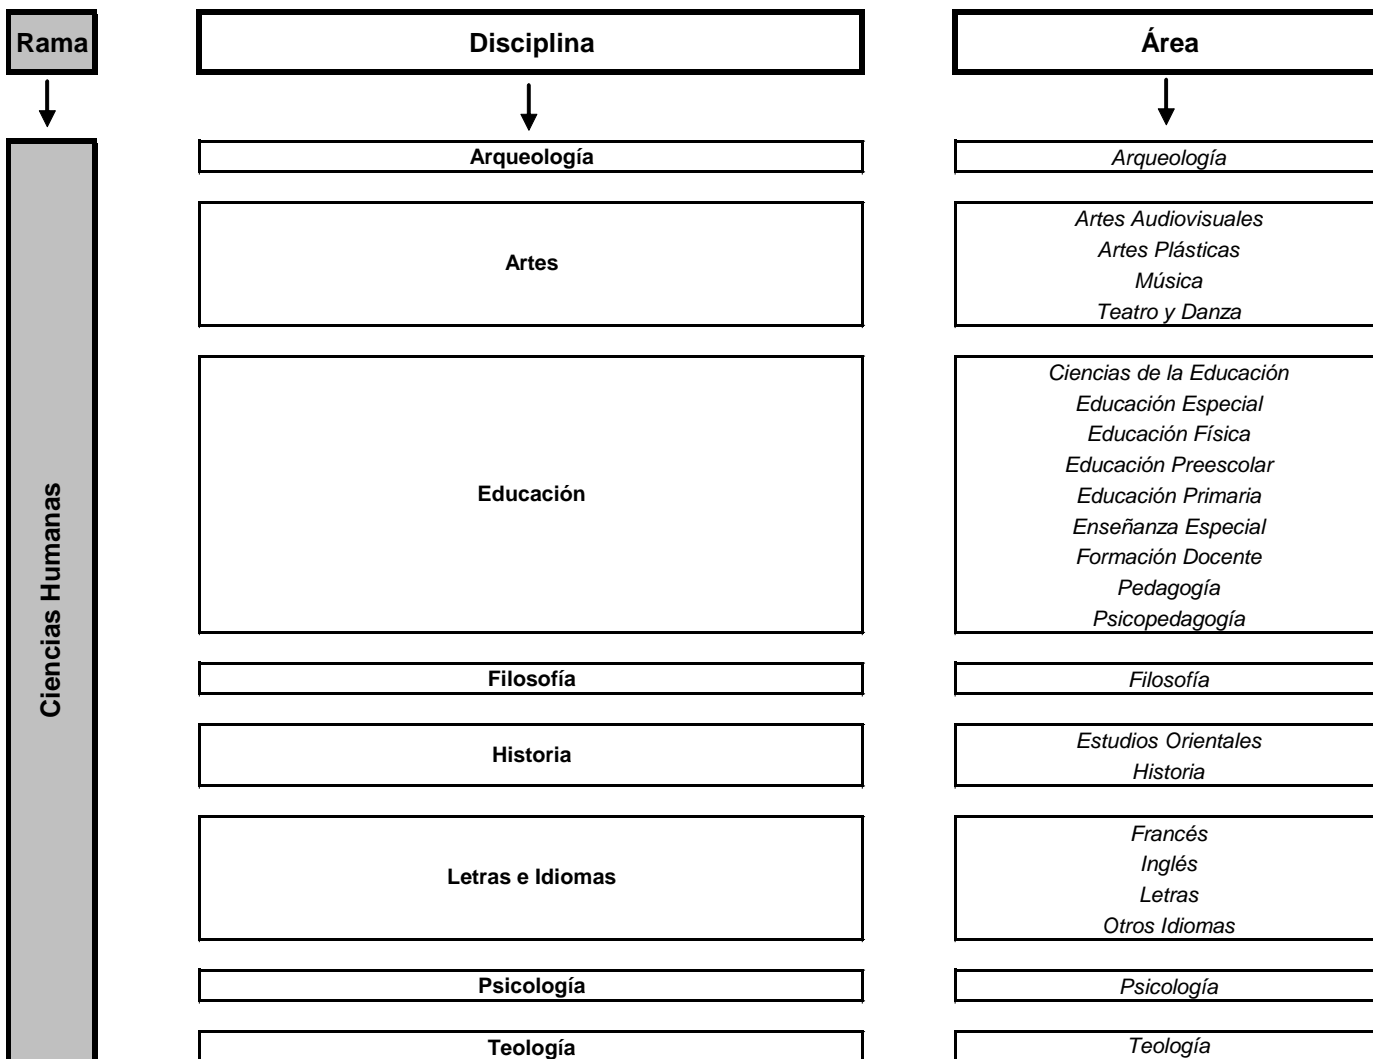 Rama
Disciplina
Área
Ciencias Humanas
Arqueología
Arqueología
Artes
Artes Audiovisuales
Artes Plásticas
Música
Teatro y Danza
Educación
Ciencias de la Educación
Educación Especial
Educación Física
Educación Preescolar
Educación Primaria
Enseñanza Especial
Formación Docente
Pedagogía
Psicopedagogía
Filosofía
Filosofía
Historia
Estudios Orientales
Historia
Letras e Idiomas
Francés
Inglés
Letras
Otros Idiomas
Psicología
Psicología
Teología
Teología